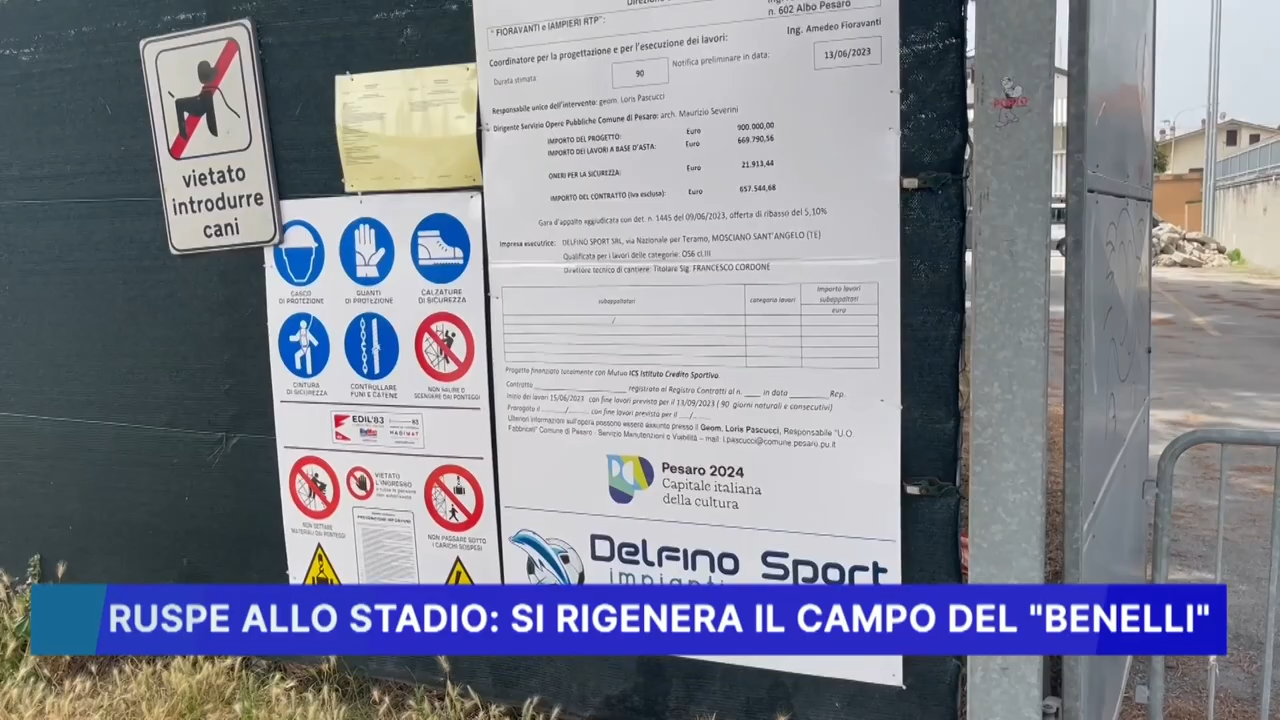 n. 602 Albo Pesaro
" FIORAVANTI e IAMPIERI RTP":
Ing. Amedeo Fioravanti
Coordinatore per la progettazione e per l'esecuzione dei lavori:
Durata stimata
90
Notifica preliminare in data:
13/06/2023
Responsabile unico dell'intervento: geom. Loris Pascucci
Dirigente Servizio Opere Pubbliche Comune di Pesaro: arch. Maurizio Severini
IMPORTO DEL PROGETTO: Euro 900.000,00
IMPORTO DEI LAVORI A BASE D'ASTA: Euro 669.790,56
ONERI PER LA SICUREZZA: Euro 21.913,44
IMPORTO DEL CONTRATTO (iva esclusa): Euro 657.544,68
Gara d'appalto aggiudicata con det. n. 1445 del 09/06/2023, offerta di ribassi del 5,10%
Impresa esecutrice: DELFINO SPORT SRL, via Nazionale per Teramo, MOSCIANO SANT'ANGELO (TE)
Qualificata per i lavori delle categorie: OS6 cl.III
Direttore tecnico di cantiere: Titolare Sig. FRANCESCO CORDONE
subappaltatori
categoria lavori
Importo lavori
subappaltati
euro
/
Progetto finanziato totalmente con Mutuo ICS Istituto Credito Sportivo.
Contratto ____ registrato al Registro Contratti al n. ____ in data ____ Rep.
Inizio dei lavori 15/06/2023 con fine lavori prevista per il 13/09/2023 ( 90 giorni naturali e consecutivi)
Prorogato il ____/____ con fine lavori prevista per il __/____
Ulteriori informazioni sull'opera possono essere assunte presso il Geom. Loris Pascucci, Responsabile "U.O.
Fabbricati" Comune di Pesaro - Servizio Manutenzioni e Viabilità – mail: l.pascucci@comune.pesaro.pu.it
Pesaro 2024
Capitale italiana
della cultura
Delfino Sport
impianti
vietato
introdurre
cani
CASCO
DI PROTEZIONE
GUANTI
DI PROTEZIONE
CALZATURE
DI SICUREZZA
CINTURA
DI SICUREZZA
CONTROLLARE
FUNI E CATENE
NON SALIRE O
SCENDERE DAI PONTEGGI
EDIL'83
MADIMAT
NON GETTARE
MATERIALI DAI PONTEGGI
VIETATO
L'INGRESSO
NON PASSARE SOTTO
I CARICHI SOSPESI
RUSPE ALLO STADIO: SI RIGENERA IL CAMPO DEL "BENELLI"